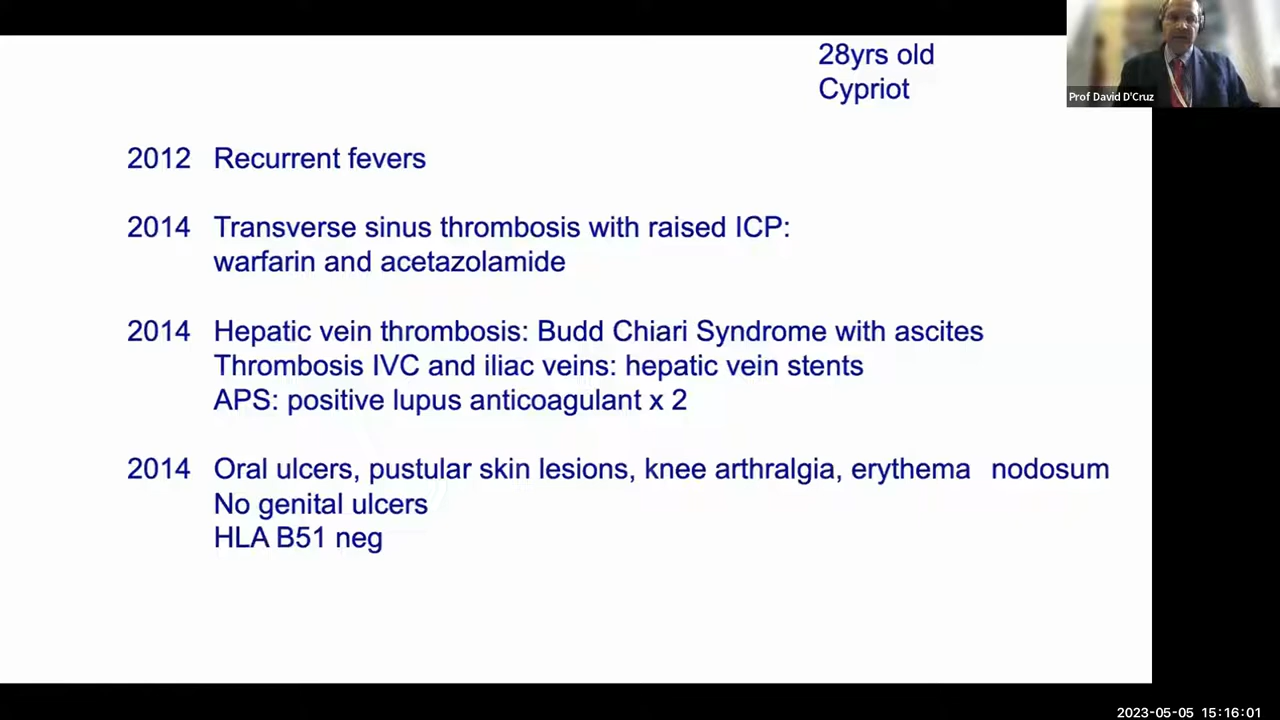 28yrs old
Cypriot
Prof David D'Cruz
2012 Recurrent fevers
2014 Transverse sinus thrombosis with raised ICP:
warfarin and acetazolamide
2014 Hepatic vein thrombosis: Budd Chiari Syndrome with ascites
Thrombosis IVC and iliac veins: hepatic vein stents
APS: positive lupus anticoagulant x 2
2014 Oral ulcers, pustular skin lesions, knee arthralgia, erythema nodosum
No genital ulcers
HLA B51 neg
2023-05-05 15:16:01